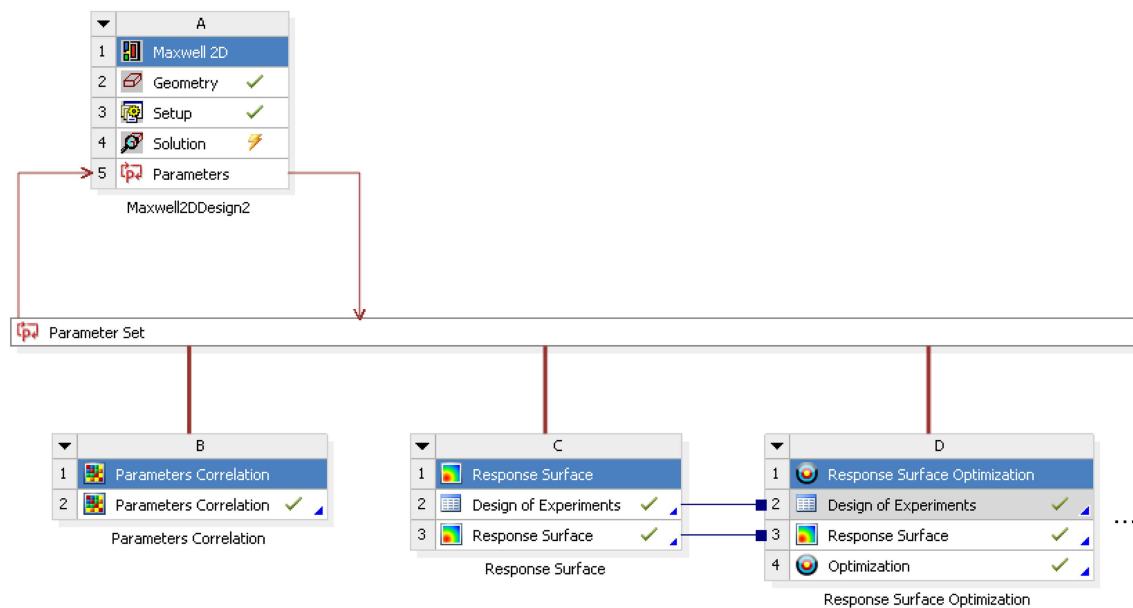 A
1 Maxwell 2D
2 Geometry
3 Setup
4 Solution
5 Parameters
Maxwell2DDesign2
Parameter Set
B
1 Parameters Correlation
2 Parameters Correlation
Parameters Correlation
C
1 Response Surface
2 Design of Experiments
3 Response Surface
Response Surface
D
1 Response Surface Optimization
2 Design of Experiments
3 Response Surface
4 Optimization
Response Surface Optimization
...